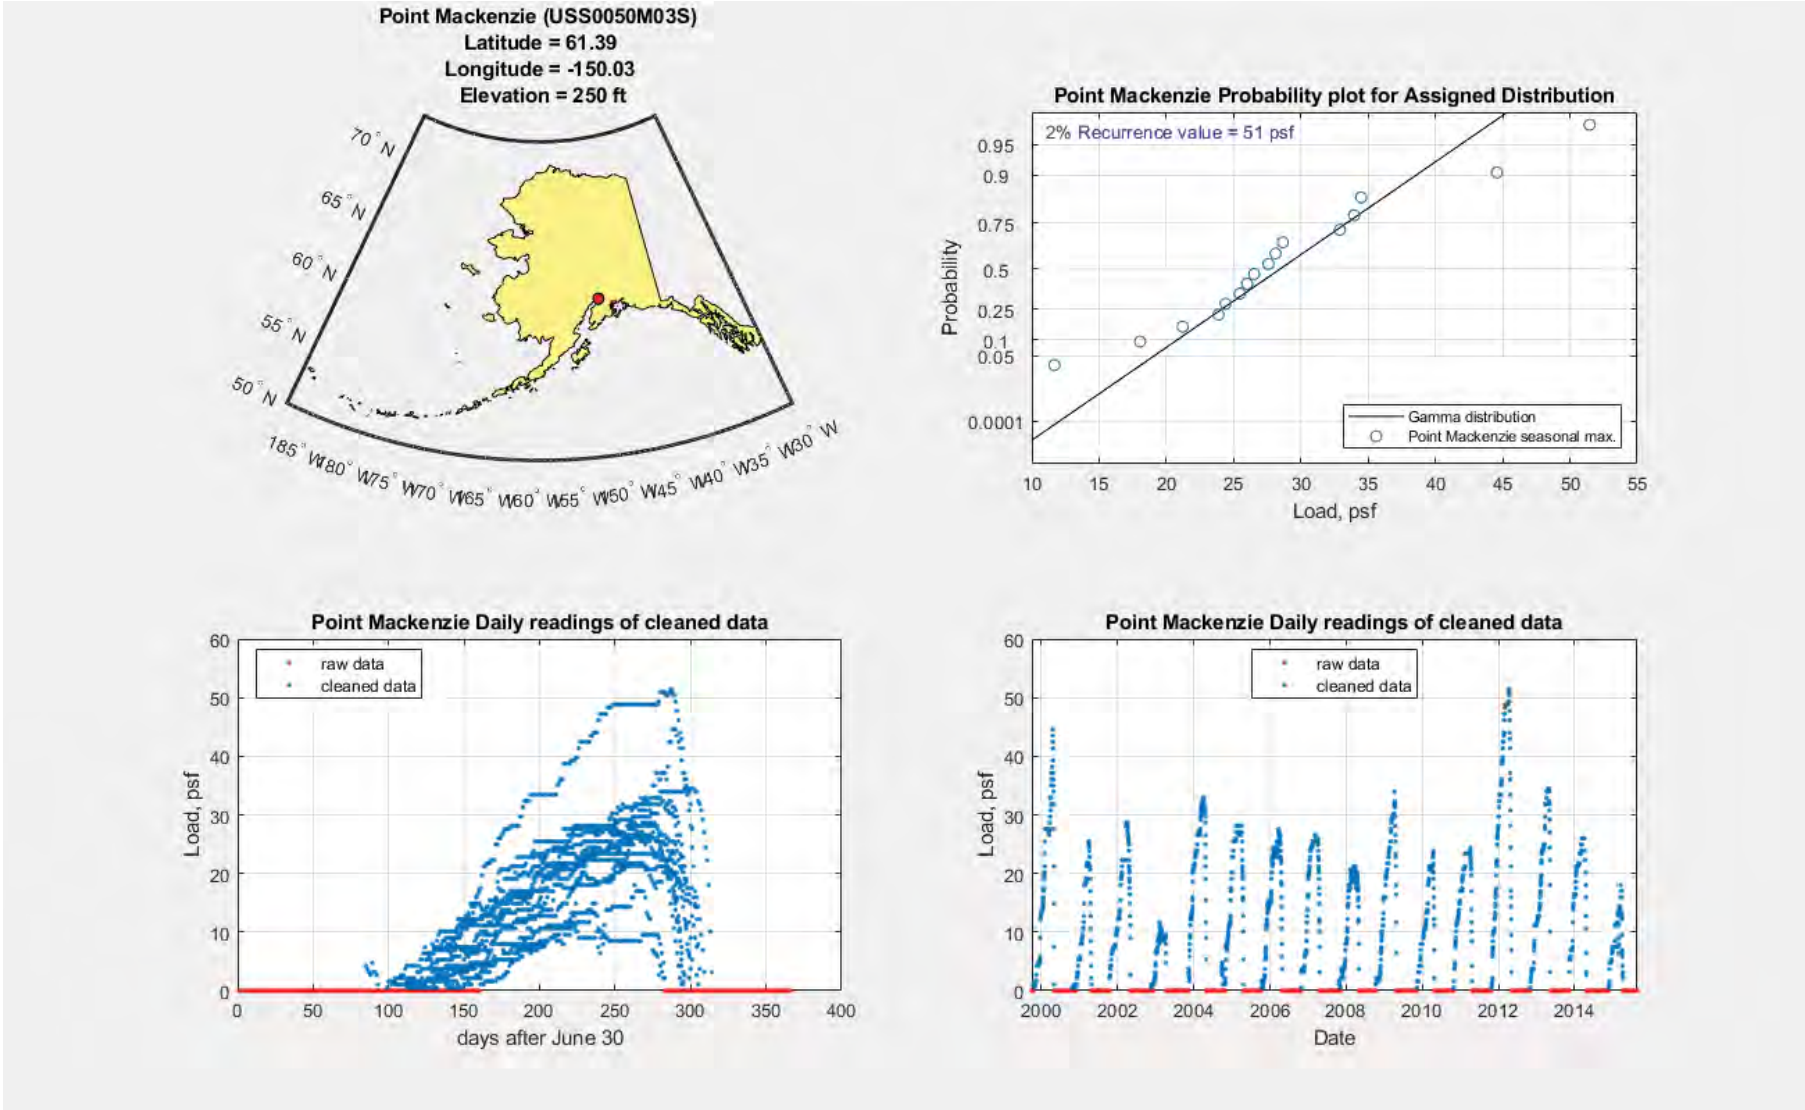 Point Mackenzie (USS0050M03S)
Latitude = 61.39
Longitude = -150.03
Elevation = 250 ft
70° N
65° N
60° N
55° N
50° N
185° W
180° W
175° W
170° W
165° W
160° W
155° W
150° W
145° W
140° W
135° W
130° W
Point Mackenzie Probability plot for Assigned Distribution
2% Recurrence value = 51 psf
Probability
0.95
0.9
0.75
0.5
0.25
0.1
0.05
0.0001
Gamma distribution
Point Mackenzie seasonal max.
10 15 20 25 30 35 40 45 50 55
Load, psf
Point Mackenzie Daily readings of cleaned data
raw data
cleaned data
Load, psf
60
50
40
30
20
10
0
0 50 100 150 200 250 300 350 400
days after June 30
Point Mackenzie Daily readings of cleaned data
raw data
cleaned data
Load, psf
60
50
40
30
20
10
0
2000 2002 2004 2006 2008 2010 2012 2014
Date